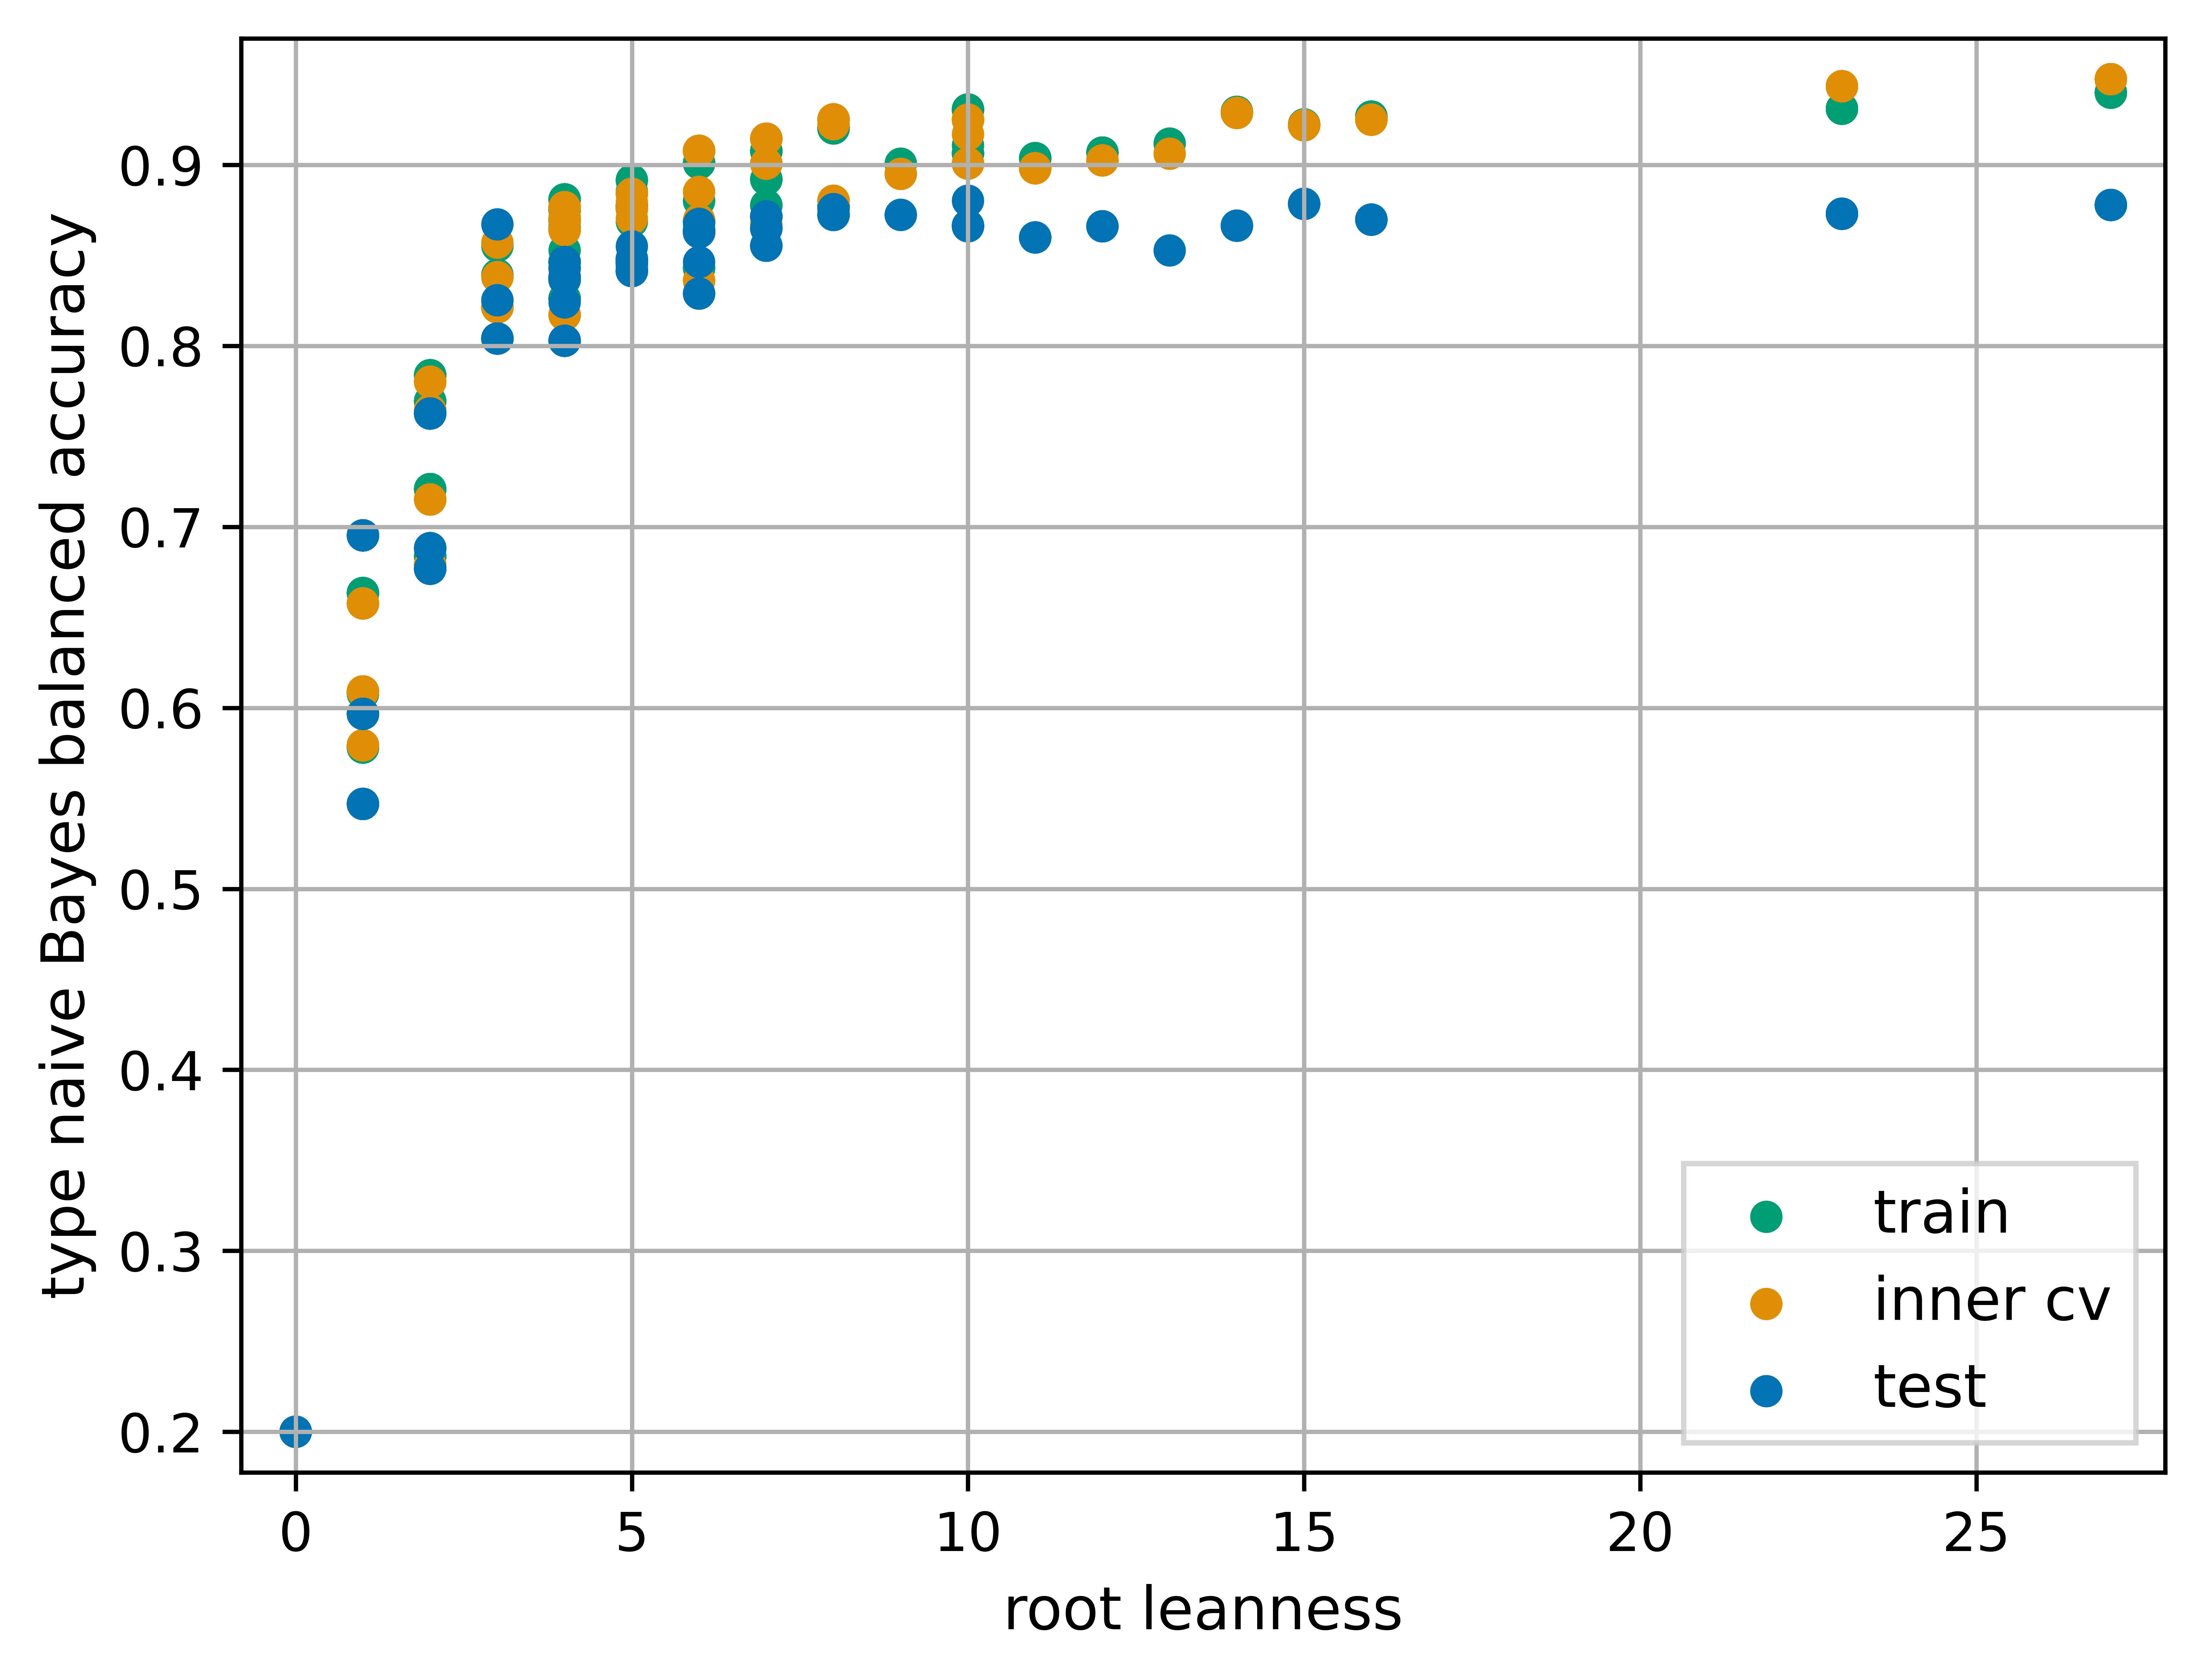 type naive Bayes balanced accuracy
0.9
0.8
0.7
0.6
0.5
0.4
0.3
0.2
train
inner cv
test
0 5 10 15 20 25
root leanness